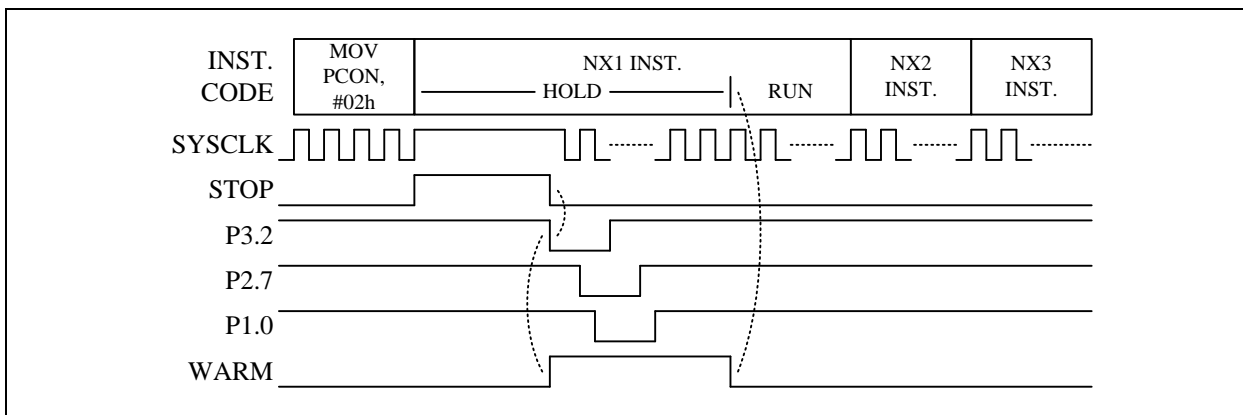 INST.
CODE
MOV
PCON,
#02h
NX1 INST.
HOLD
RUN
NX2
INST.
NX3
INST.
SYSCLK
STOP
P3.2
P2.7
P1.0
WARM